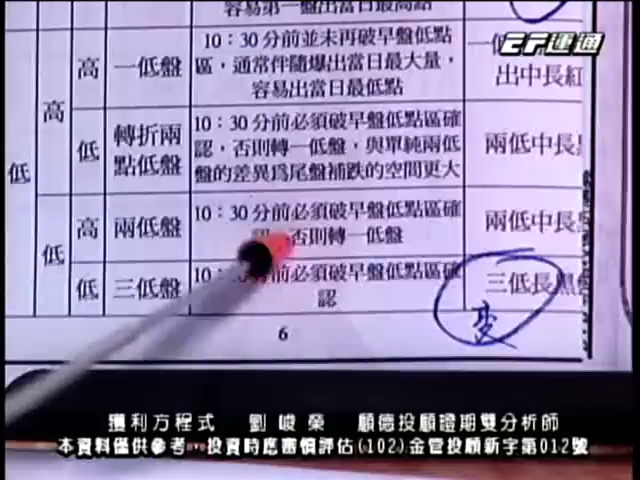 容易第一盤出當日最高點
EF運通
低
高
高
一低盤
10：30分前並未再破早盤低點
區，通常伴隨爆出當日最大量，
容易出當日最低點
出中長紅
低
轉折兩
點低盤
10：30分前必須破早盤低點區確
認，否則轉一低盤，與單純兩低
盤的差異為尾盤補跌的空間更大
兩低中長
低
高
兩低盤
10：30分前必須破早盤低點區確
否則轉一低盤
兩低中長
低
三低盤
10：30分前必須破早盤低點區確
認
三低長黑
變
6
獲利方程式 劉峻榮 顧德投顧證期雙分析師
本資料僅供參考，投資時應審慎評估(102)金管投顧新字第012號